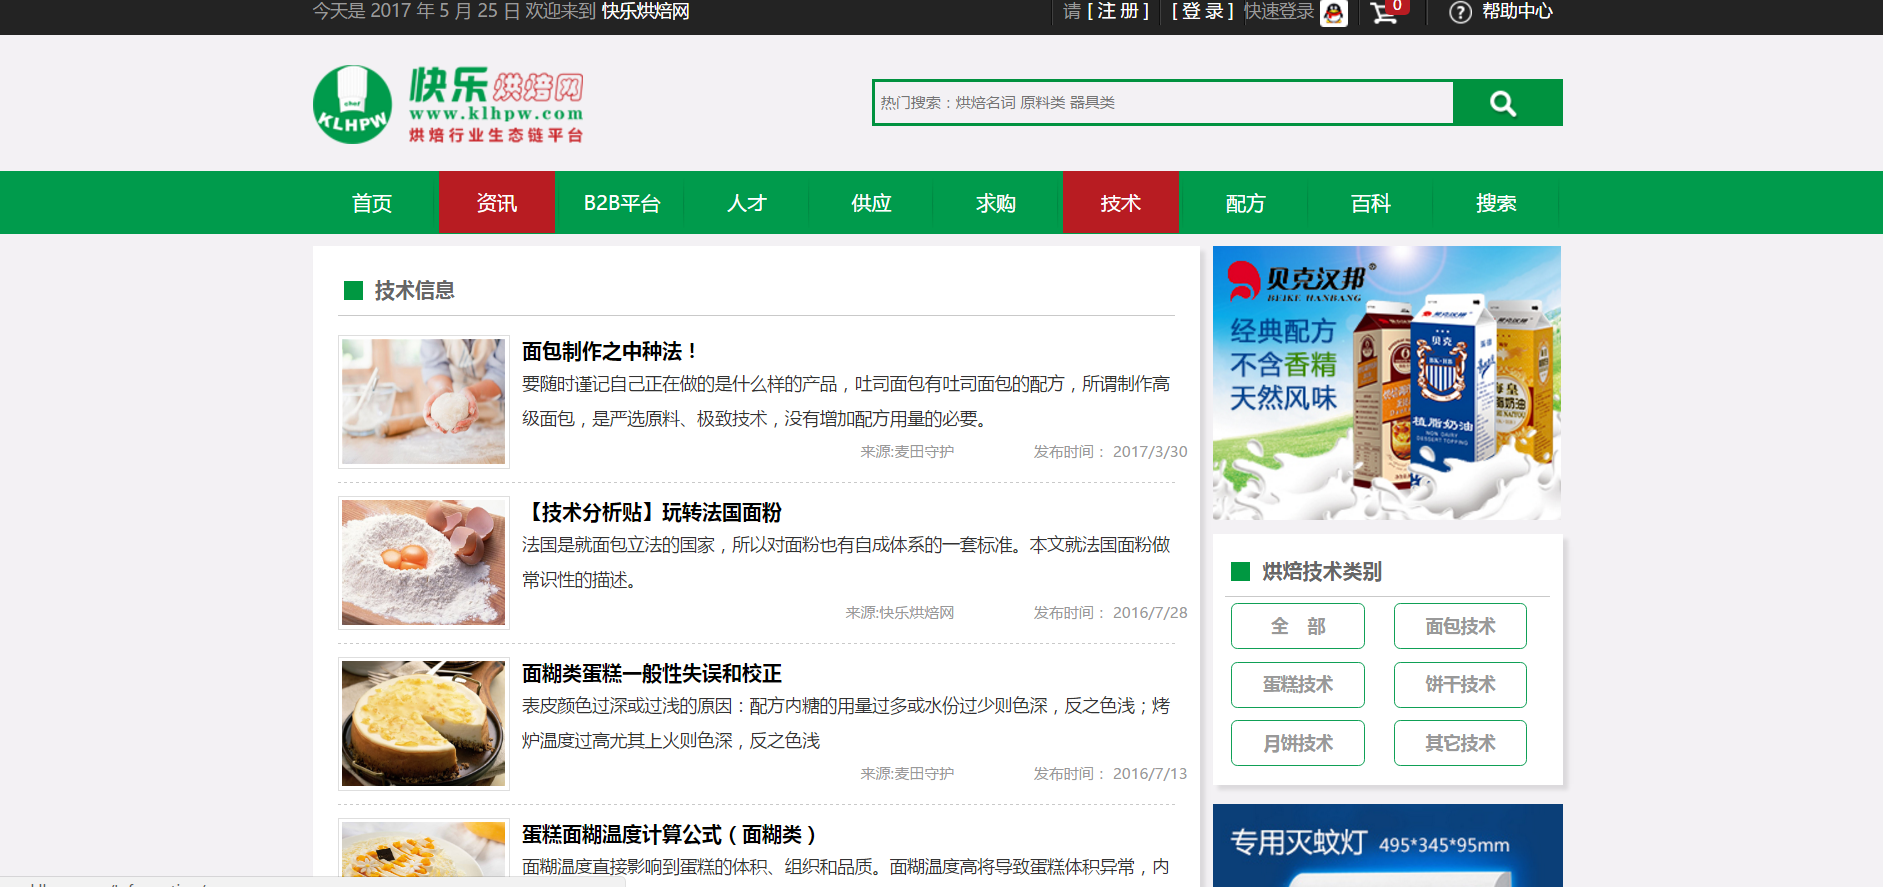 今天是 2017 年 5 月 25 日 欢迎来到 快乐烘焙网
请 [ 注 册 ] [ 登 录 ] 快速登录 0 帮助中心
chef
KLHPW
快乐烘焙网
www.klhpw.com
烘焙行业生态链平台
热门搜索：烘焙名词 原料类 器具类
首页 资讯 B2B平台 人才 供应 求购 技术 配方 百科 搜索
技术信息
面包制作之中种法！
要随时谨记自己正在做的是什么样的产品，吐司面包有吐司面包的配方，所谓制作高
级面包，是严选原料、极致技术，没有增加配方用量的必要。
来源:麦田守护 发布时间： 2017/3/30
【技术分析贴】玩转法国面粉
法国是就面包立法的国家，所以对面粉也有自成体系的一套标准。本文就法国面粉做
常识性的描述。
来源:快乐烘焙网 发布时间： 2016/7/28
面糊类蛋糕一般性失误和校正
表皮颜色过深或过浅的原因：配方内糖的用量过多或水份过少则色深，反之色浅；烤
炉温度过高尤其上火则色深，反之色浅
来源:麦田守护 发布时间： 2016/7/13
蛋糕面糊温度计算公式（面糊类）
面糊温度直接影响到蛋糕的体积、组织和品质。面糊温度高将导致蛋糕体积异常，内
贝克汉邦®
BEIKE HANBANG
经典配方
不含香精
天然风味
贝克
植脂奶油
NON DAIRY
DESSERT TOPPING
烘焙技术类别
全 部 面包技术
蛋糕技术 饼干技术
月饼技术 其它技术
专用灭蚊灯 495*345*95mm